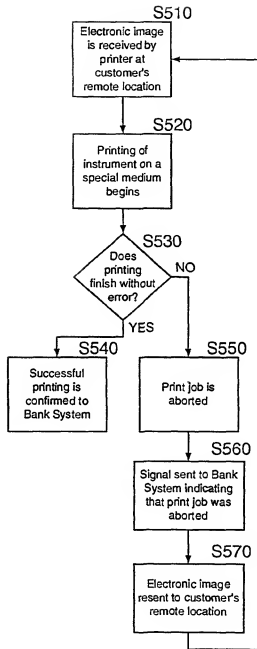 S510
Electronic image
is received by
printer at
customer's
remote location
S520
Printing of
instrument on a
special medium
begins
S530
Does
printing
finish without
error?
NO
YES
S540
Successful
printing is
confirmed to
Bank System
S550
Print job is
aborted
S560
Signal sent to Bank
System indicating
that print job was
aborted
S570
Electronic image
resent to customer's
remote location